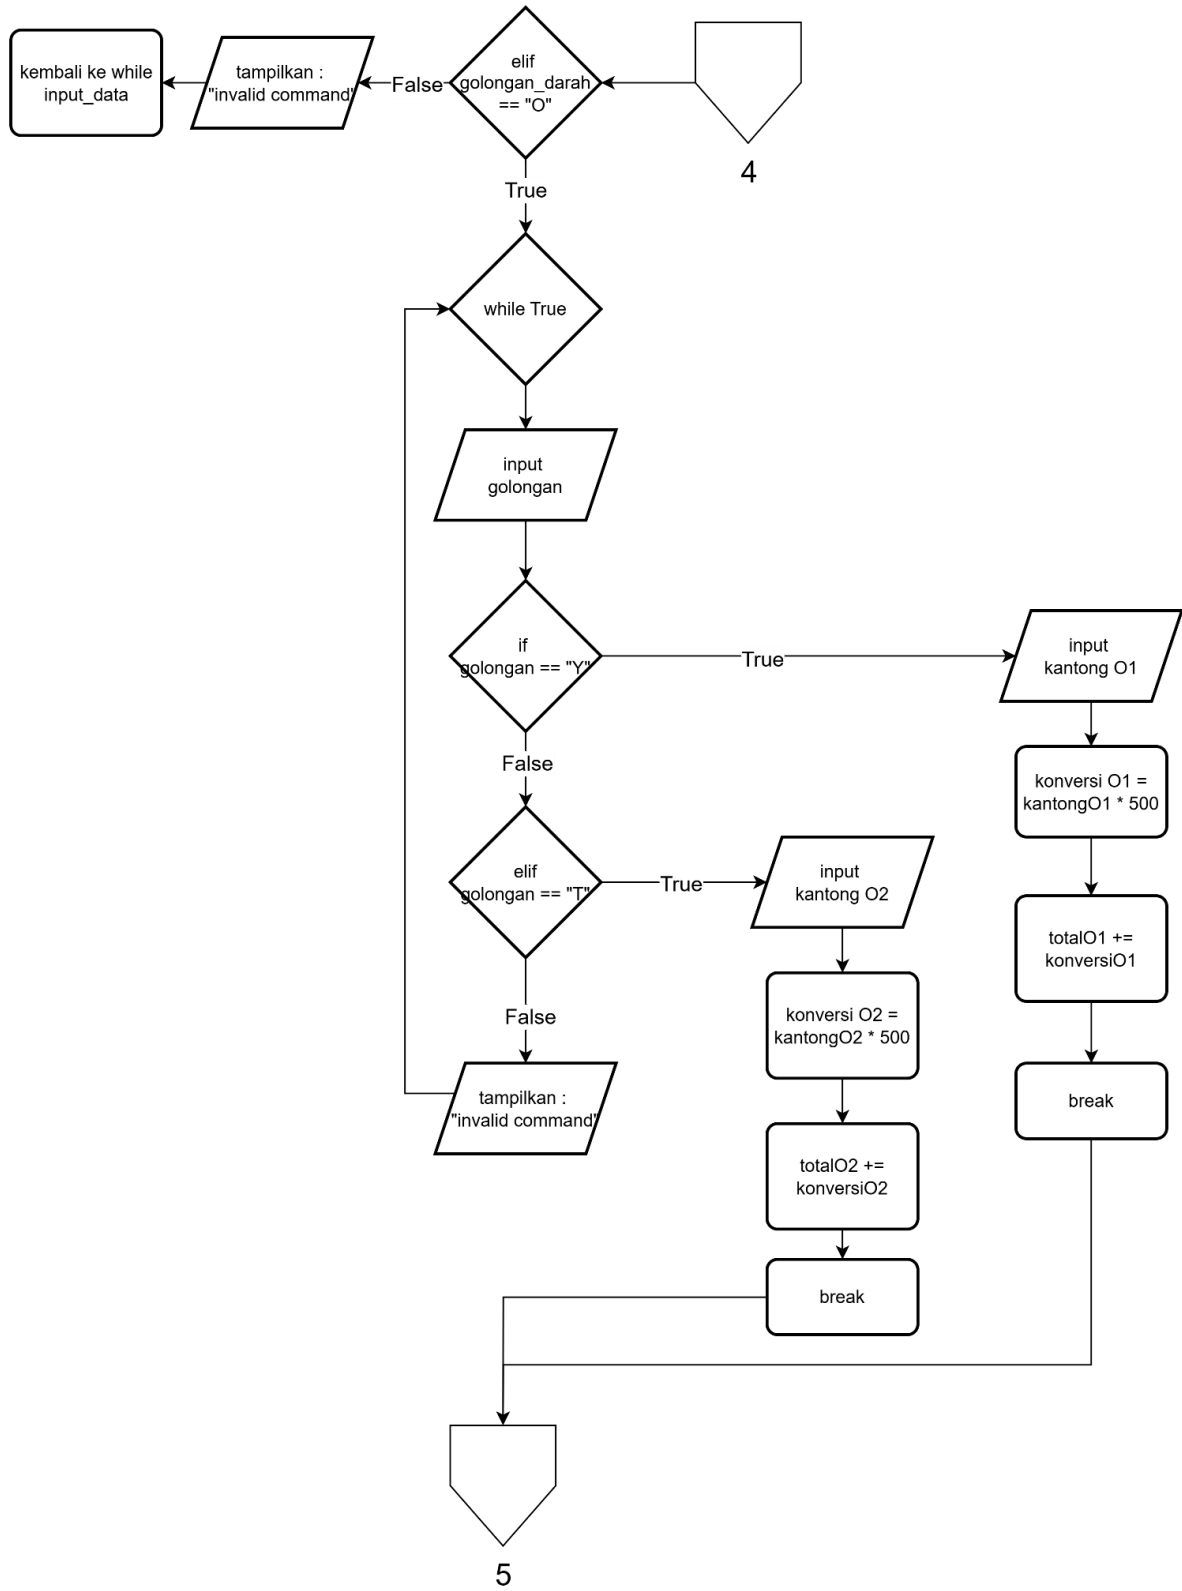 kembali ke while
input_data
tampilkan :
"invalid command"
False
elif
golongan_darah
== "O"
4
True
while True
input
golongan
if
golongan == "Y"
True
input
kantong O1
False
konversi O1 =
kantongO1 * 500
elif
golongan == "T"
True
input
kantong O2
totalO1 +=
konversiO1
False
konversi O2 =
kantongO2 * 500
tampilkan :
"invalid command"
break
totalO2 +=
konversiO2
break
5